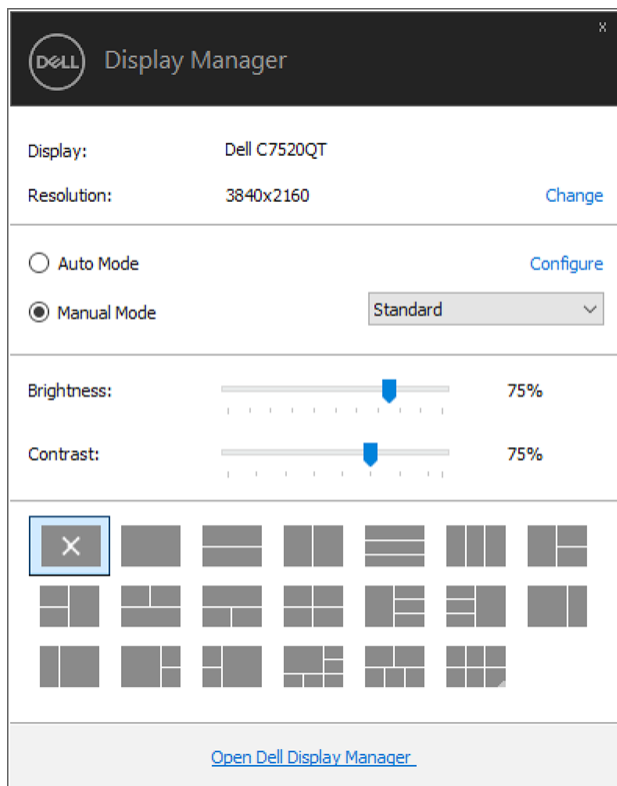 x
DELL Display Manager
Display: Dell C7520QT
Resolution: 3840x2160 Change
Auto Mode Configure
Manual Mode Standard
Brightness: 75%
Contrast: 75%
Open Dell Display Manager